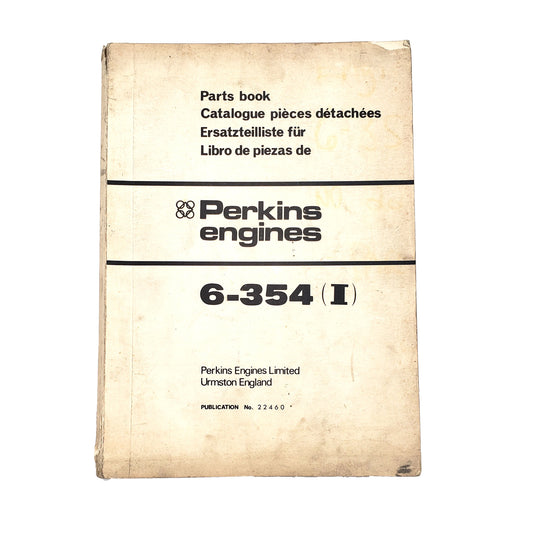 Parts book
Catalogue pièces détachées
Ersatzteilliste für
Libro de piezas de
Perkins
engines
6-354 (I)
Perkins Engines Limited
Urmston England
PUBLICATION No. 22460